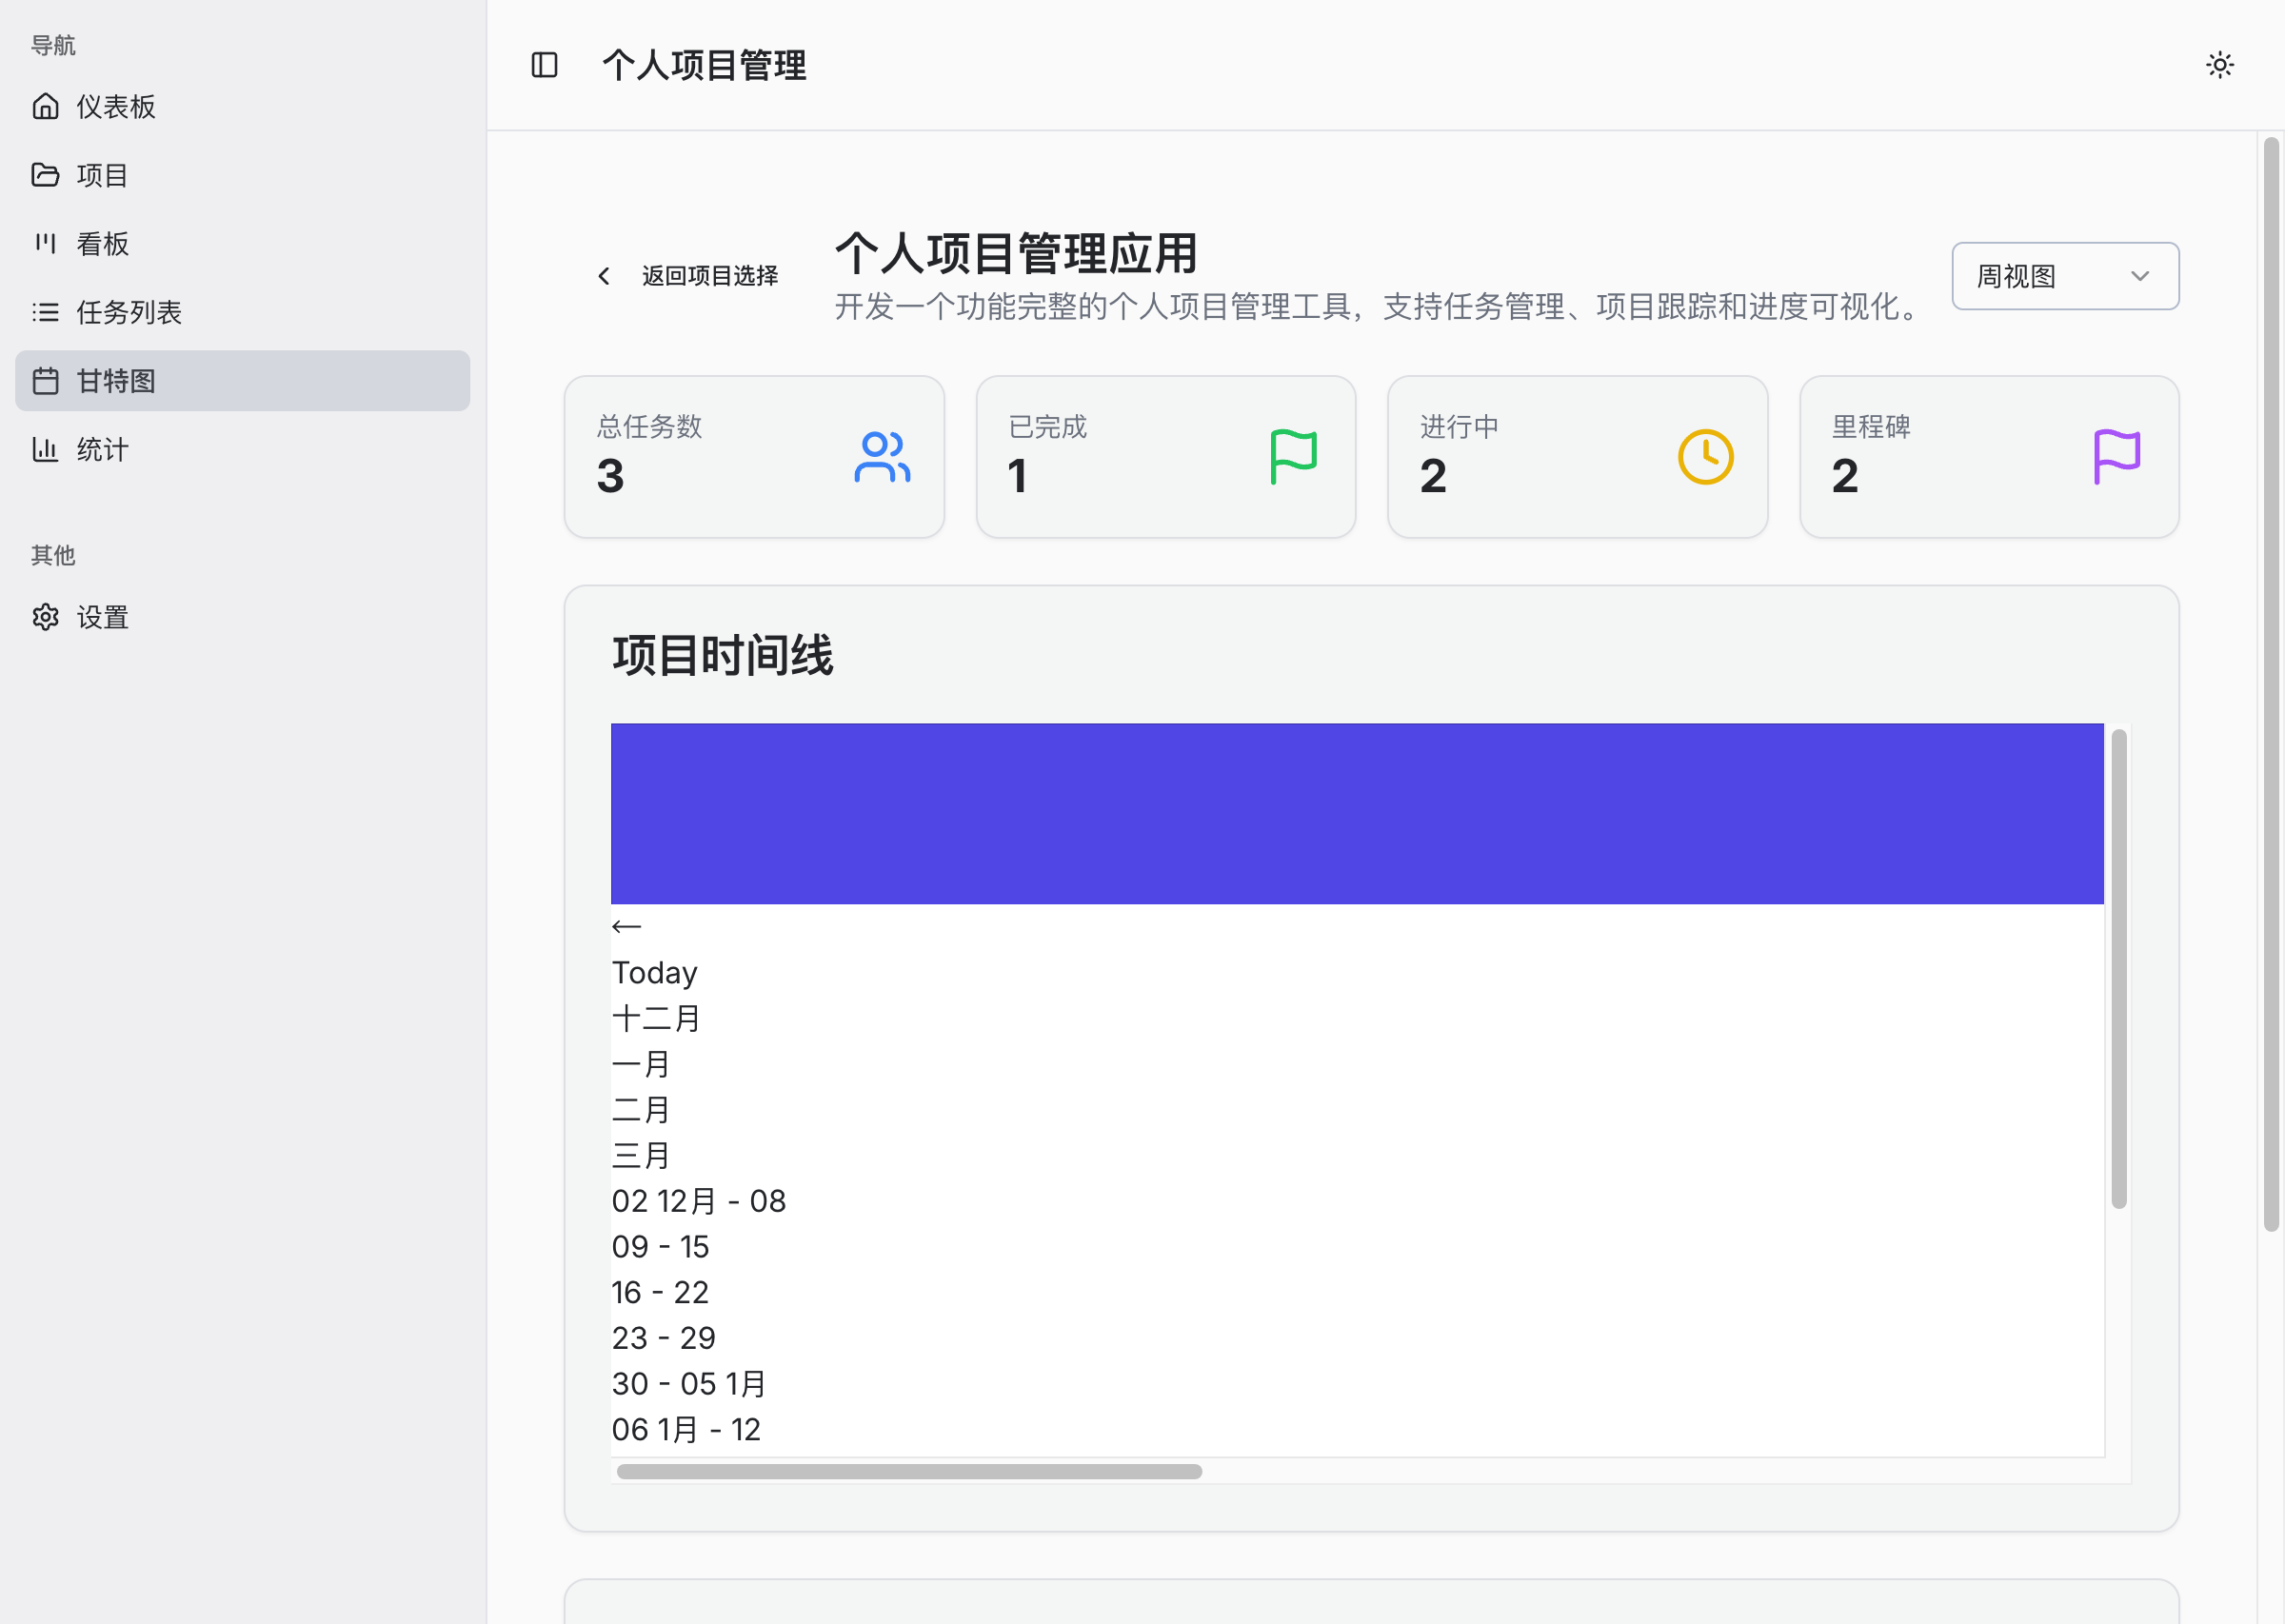 导航
仪表板
项目
看板
任务列表
甘特图
统计
其他
设置
个人项目管理
返回项目选择
个人项目管理应用
开发一个功能完整的个人项目管理工具，支持任务管理、项目跟踪和进度可视化。
周视图
总任务数
3
已完成
1
进行中
2
里程碑
2
项目时间线
←
Today
十二月
一月
二月
三月
02 12月 - 08
09 - 15
16 - 22
23 - 29
30 - 05 1月
06 1月 - 12